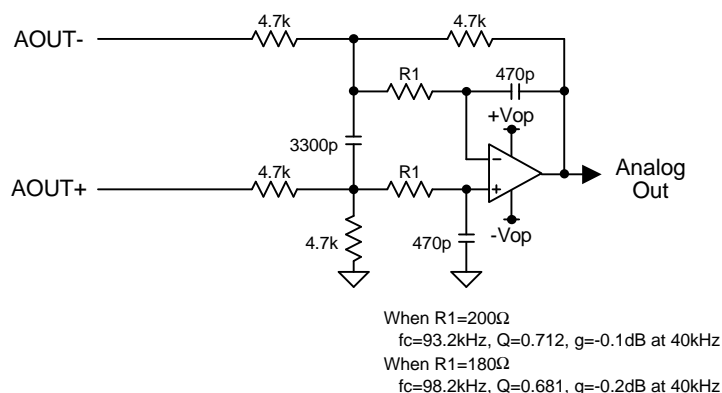 4.7k
4.7k
AOUT-
R1
470p
+Vop
3300p
4.7k
R1
Analog
Out
AOUT+
-Vop
4.7k
470p
When R1=200Ω
fc=93.2kHz, Q=0.712, g=-0.1dB at 40kHz
When R1=180Ω
fc=98.2kHz, Q=0.681, g=-0.2dB at 40kHz